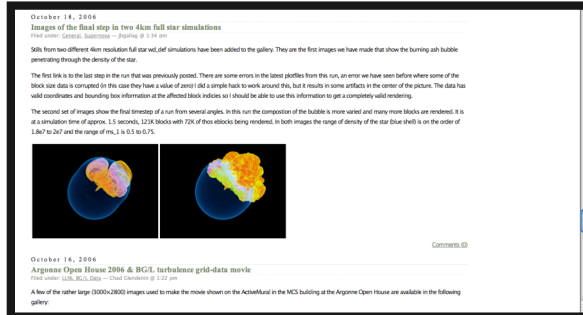 October 18, 2006
Images of the final step in two 4km full star simulations
Filed under: General, Supernova — jbgallag @ 1:34 pm
Stills from two different 4km resolution full star wd_def simulations have been added to the gallery. They are the first images we have made that show the burning ash bubble
penetrating through the density of the star.
The first link is to the last step in the run that was previously posted. There are some errors in the latest plotfiles from this run, an error we have seen before where some of the
block size data is corrupted (in this case they have a value of zero) I did a simple hack to work around this, but it results in some artifacts in the center of the picture. The data has
valid coordinates and bounding box information at the affected block indicies so I should be able to use this information to get a completely rendering.
The second set of images show the final timestep of a run from several angles. In this run the compostion of the bubble is more varied and many more blocks are rendered. It is
at a simulation time of approx. 1.5 seconds, 121K blocks with 72K of thos eblocks being rendered. In both images the range of density of the star (blue shell) is on the order of
1.8e7 to 2e7 and the range of ms_1 is 0.5 to 0.75.
Comments (0)
October 16, 2006
Argonne Open House 2006 & BG/L turbulence grid-data movie
Filed under: LLNL BG/L Data — Chad Glendenin @ 1:22 pm
A few of the rather large (3000×2800) images used to make the movie shown on the ActiveMural in the MCS building at the Argonne Open House are available in the following
gallery: